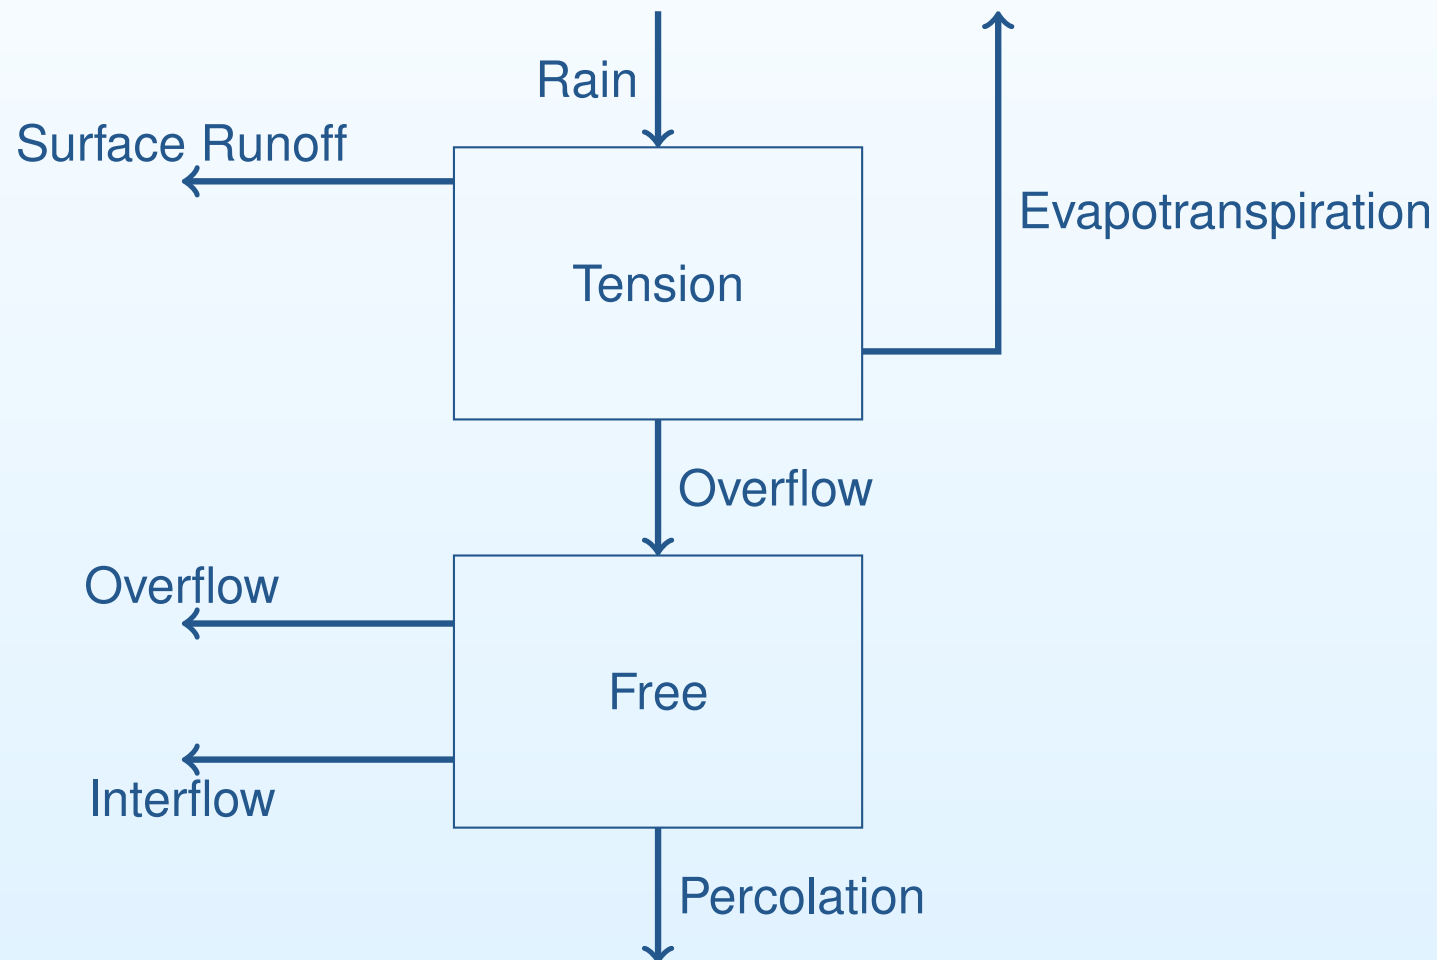 Rain
Surface Runoff
Evapotranspiration
Tension
Overflow
Overflow
Free
Interflow
Percolation